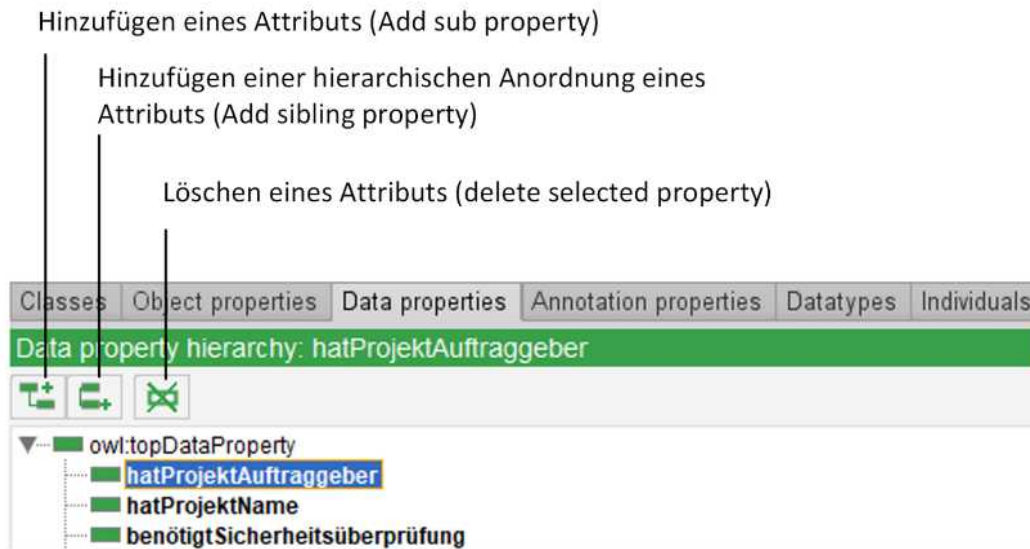 Hinzufügen eines Attributs (Add sub property)
Hinzufügen einer hierarchischen Anordnung eines
Attributs (Add sibling property)
Löschen eines Attributs (delete selected property)
Classes Object properties Data properties Annotation properties Datatypes Individuals
Data property hierarchy: hatProjektAuftraggeber
owl:topDataProperty
hatProjektAuftraggeber
hatProjektName
benötigtSicherheitsüberprüfung